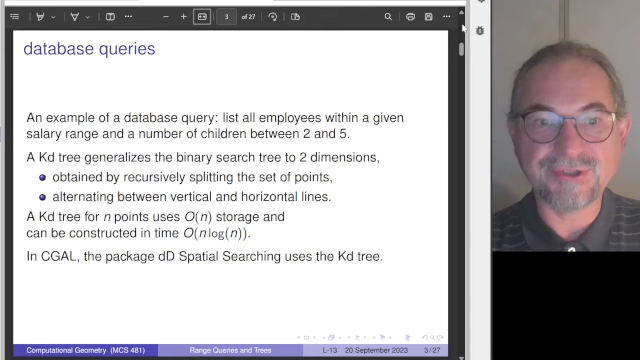 3 of 27
database queries
An example of a database query: list all employees within a given
salary range and a number of children between 2 and 5.
A Kd tree generalizes the binary search tree to 2 dimensions,
obtained by recursively splitting the set of points,
alternating between vertical and horizontal lines.
A Kd tree for n points uses O(n) storage and
can be constructed in time O(n log(n)).
In CGAL, the package dD Spatial Searching uses the Kd tree.
Computational Geometry (MCS 481) Range Queries and Trees L-13 20 September 2023 3 / 27